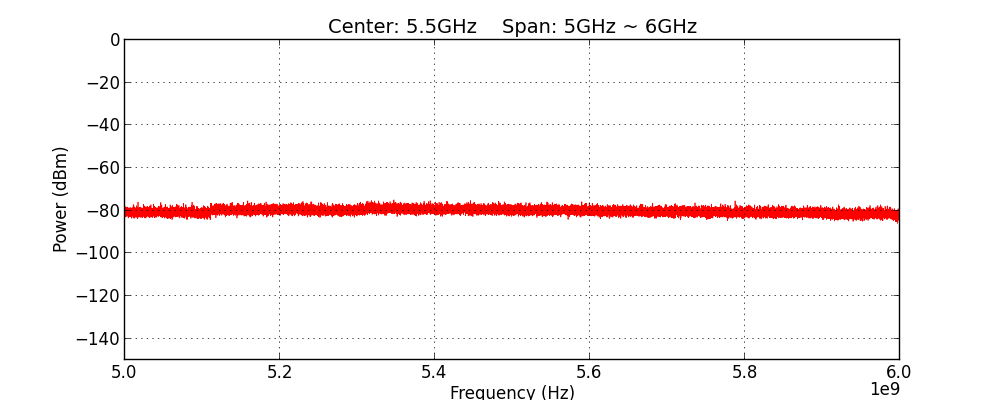 Center: 5.5GHz    Span: 5GHz ~ 6GHz
0
−20
−40
−60
−80
−100
−120
−140
Power (dBm)
5.0 5.2 5.4 5.6 5.8 6.0
1e9
Frequency (Hz)